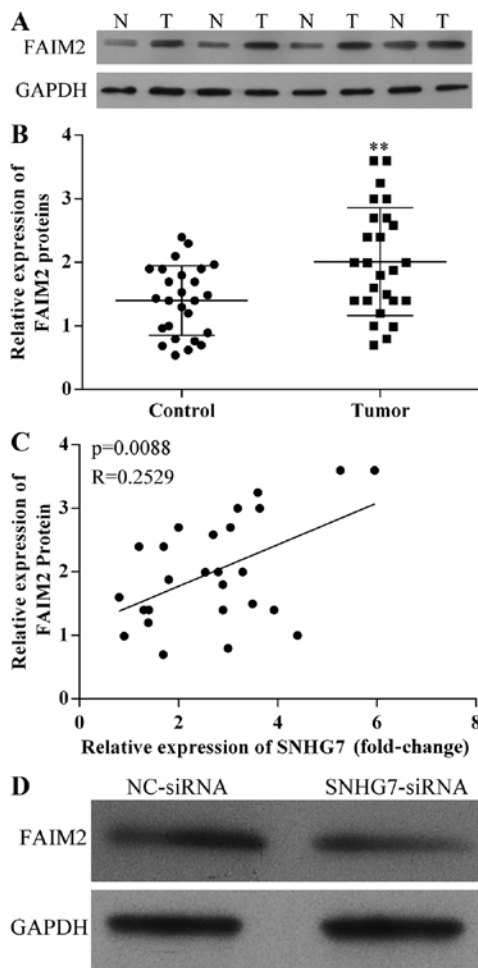 A N T N T N T N T
FAIM2
GAPDH
B
Relative expression of
FAIM2 proteins
4
3
2
1
0
**
Control Tumor
C
p=0.0088
R=0.2529
Relative expression of
FAIM2 Protein
4
3
2
1
0
0 2 4 6 8
Relative expression of SNHG7 (fold-change)
D NC-siRNA SNHG7-siRNA
FAIM2
GAPDH